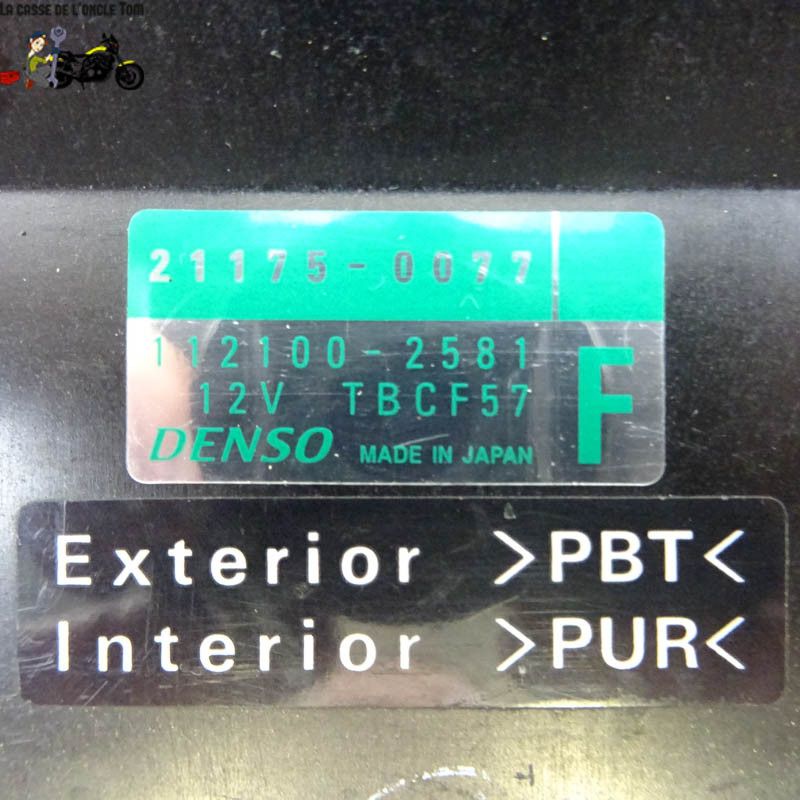 La casse de l'oncle Tom
21175-0077
112100-2581
12V TBCF57
F
DENSO MADE IN JAPAN
Exterior >PBT<
Interior >PUR<